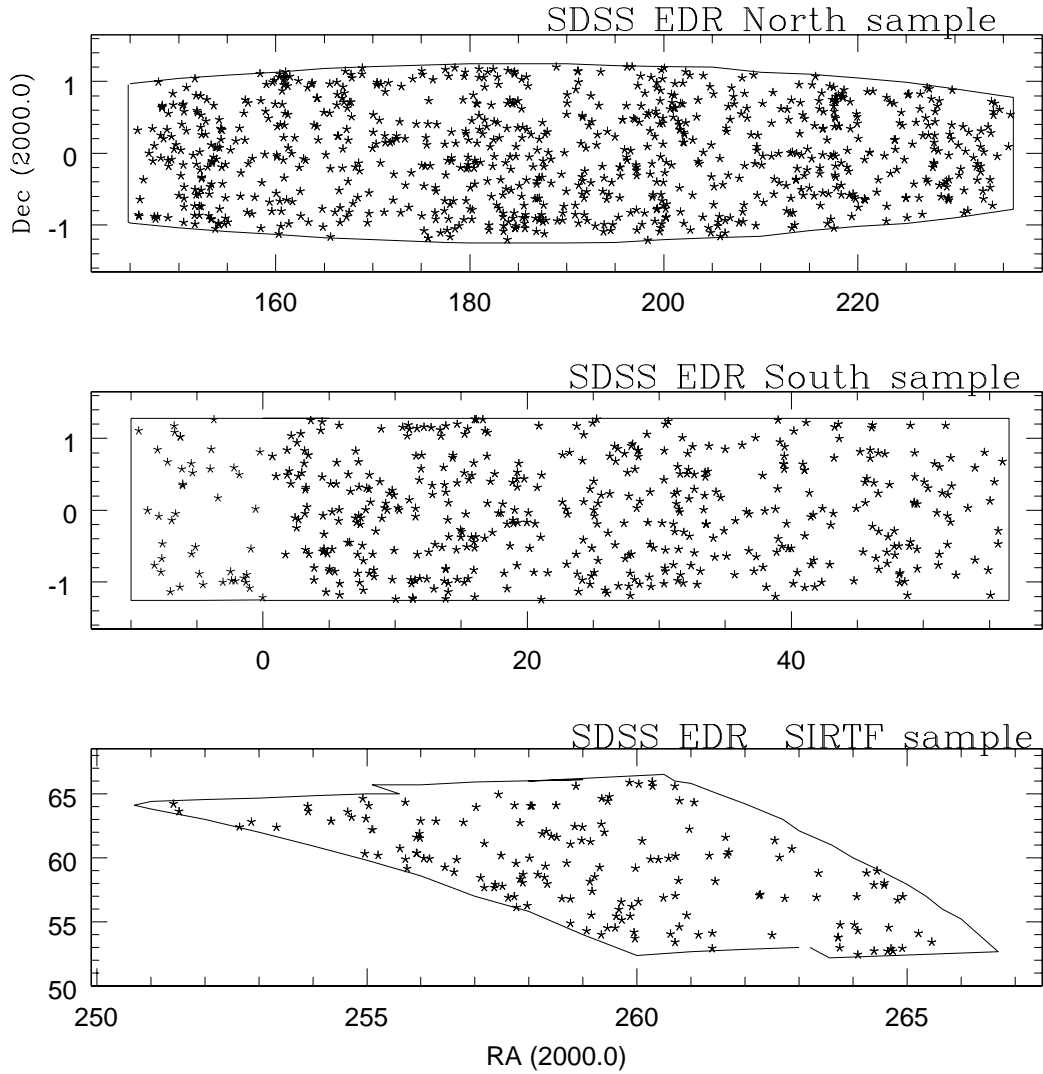 SDSS EDR North sample
1
0
-1
Dec (2000.0)
160 180 200 220
SDSS EDR South sample
1
0
-1
0 20 40
SDSS EDR SIRTF sample
65
60
55
50
250 255 260 265
RA (2000.0)